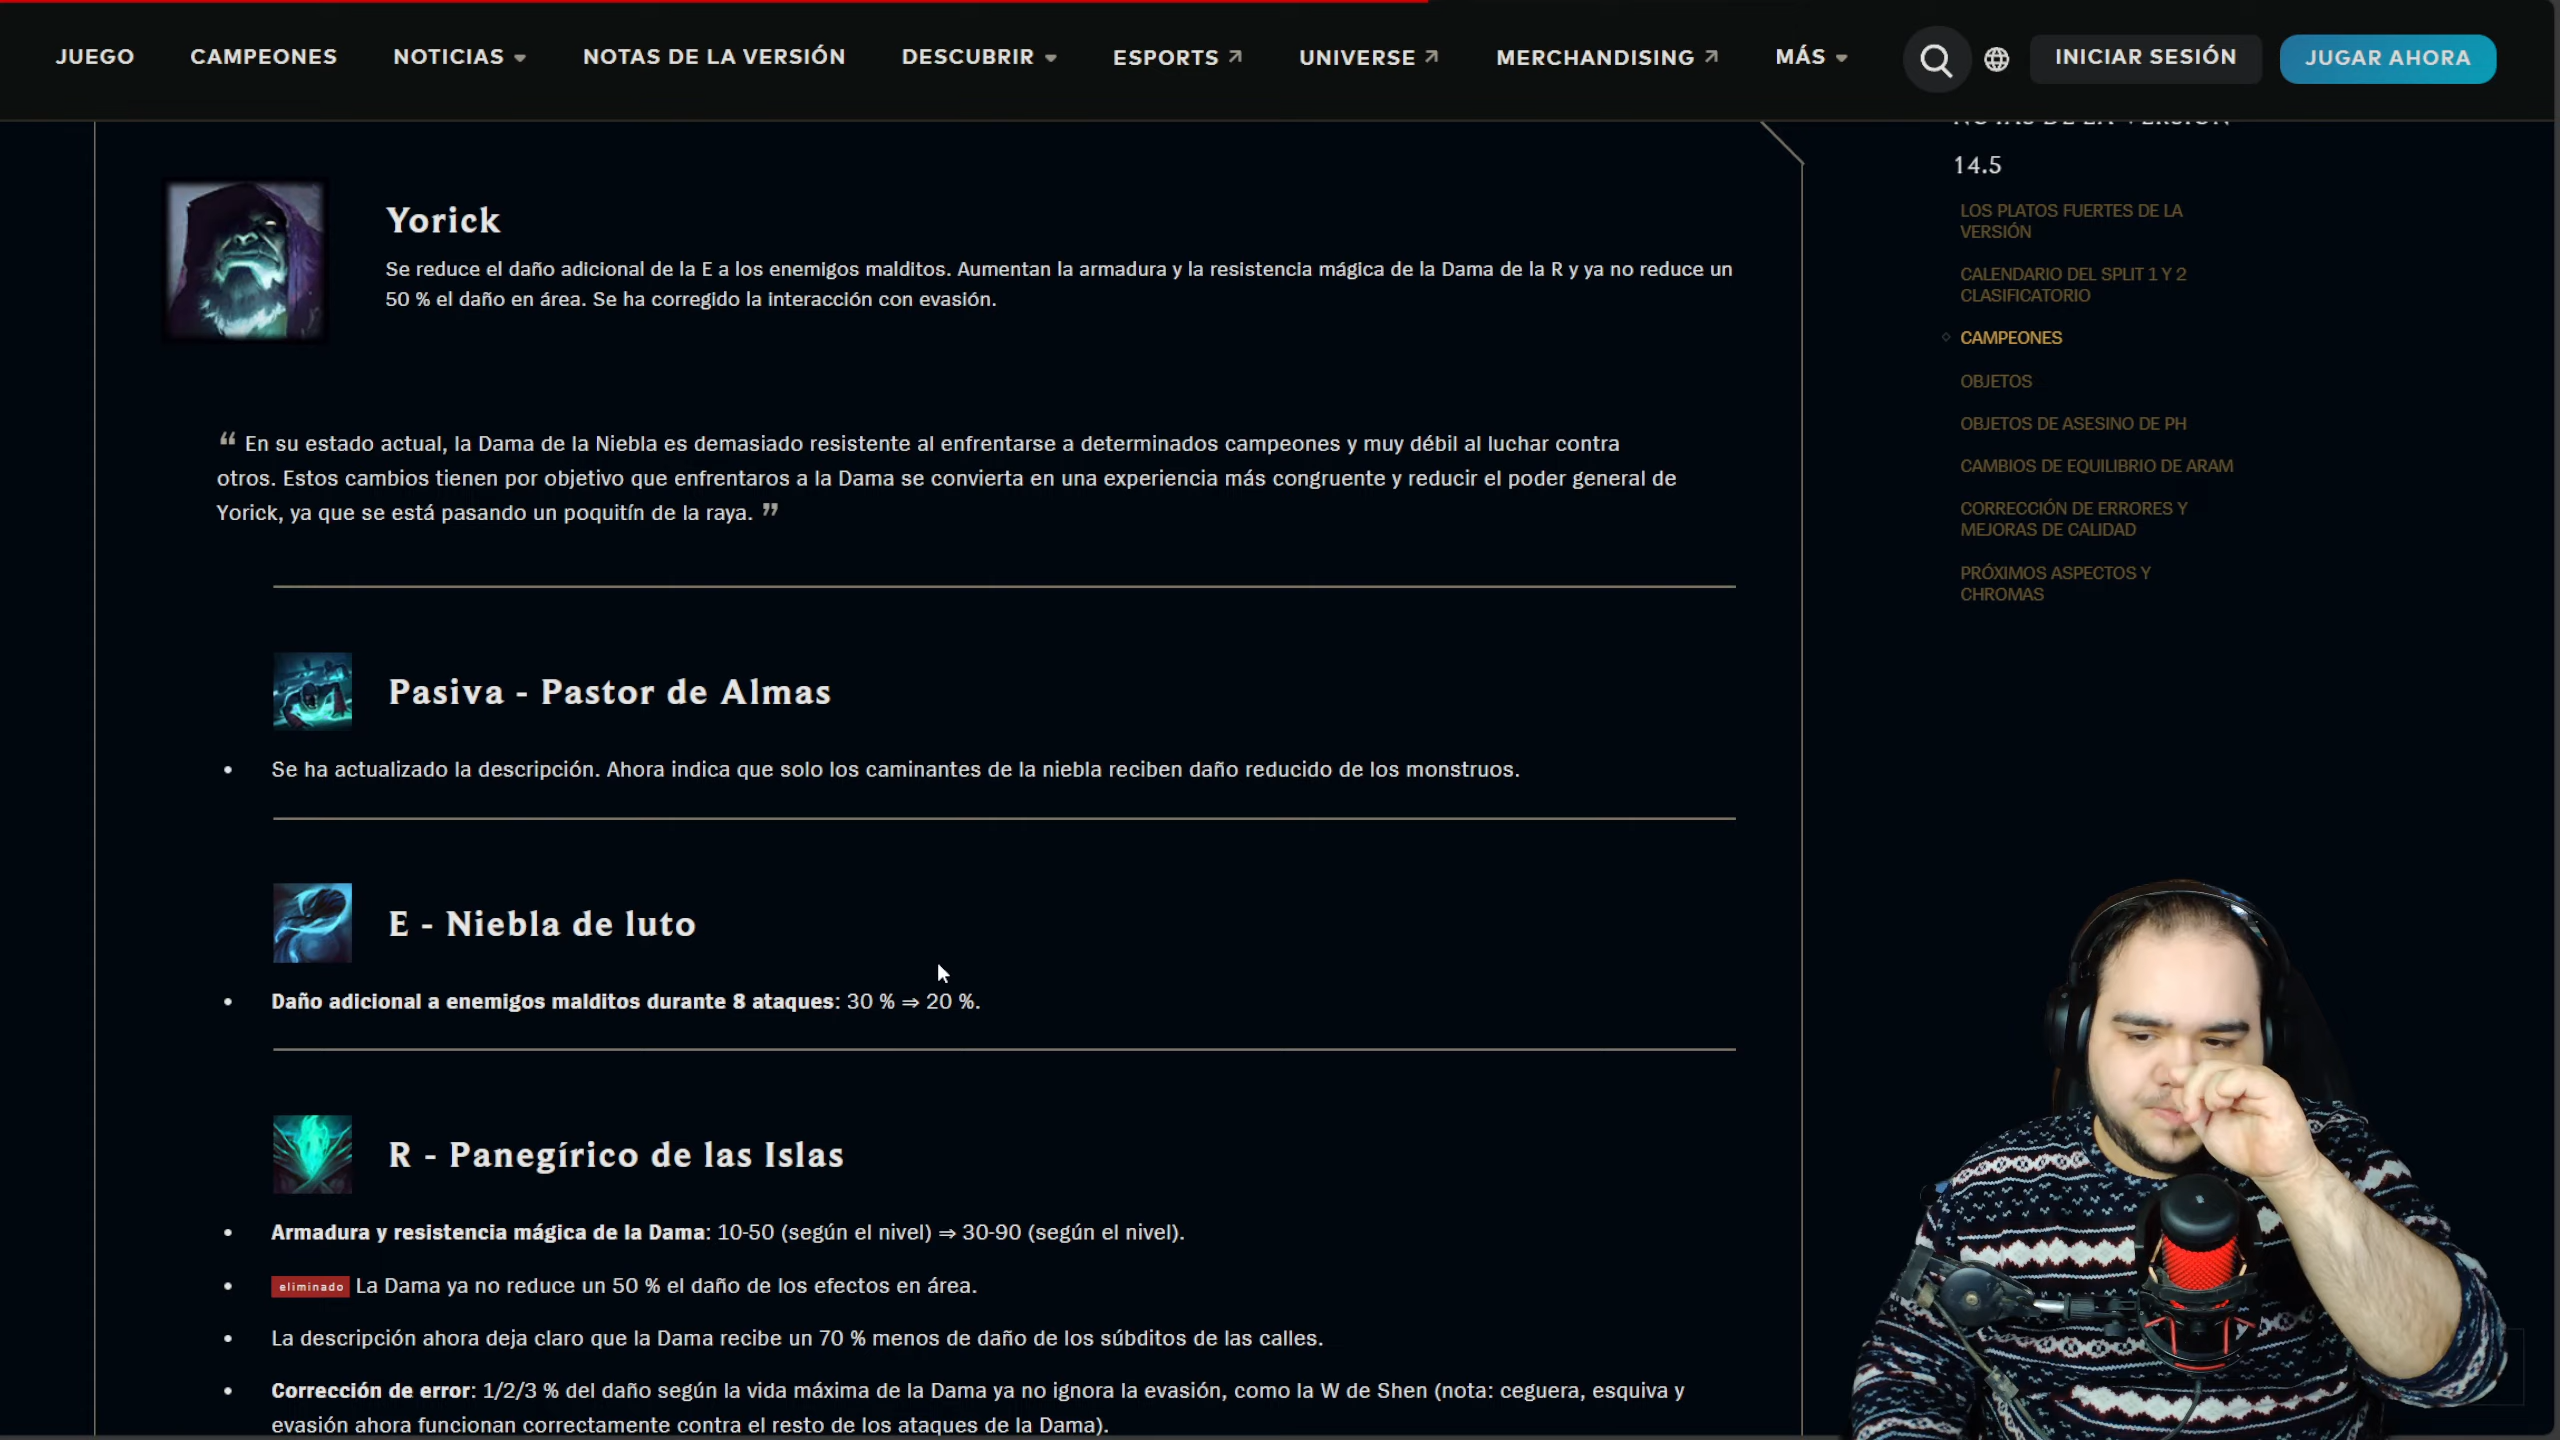 JUEGO CAMPEONES NOTICIAS NOTAS DE LA VERSIÓN DESCUBRIR ESPORTS UNIVERSE MERCHANDISING MÁS INICIAR SESIÓN JUGAR AHORA
Yorick
Se reduce el daño adicional de la E a los enemigos malditos. Aumentan la armadura y la resistencia mágica de la Dama de la R y ya no reduce un
50 % el daño en área. Se ha corregido la interacción con evasión.
“ En su estado actual, la Dama de la Niebla es demasiado resistente al enfrentarse a determinados campeones y muy débil al luchar contra
otros. Estos cambios tienen por objetivo que enfrentaros a la Dama se convierta en una experiencia más congruente y reducir el poder general de
Yorick, ya que se está pasando un poquitín de la raya. ”
Pasiva - Pastor de Almas
• Se ha actualizado la descripción. Ahora indica que solo los caminantes de la niebla reciben daño reducido de los monstruos.
E - Niebla de luto
• Daño adicional a enemigos malditos durante 8 ataques: 30 % ⇒ 20 %.
R - Panegírico de las Islas
• Armadura y resistencia mágica de la Dama: 10-50 (según el nivel) ⇒ 30-90 (según el nivel).
• eliminado La Dama ya no reduce un 50 % el daño de los efectos en área.
• La descripción ahora deja claro que la Dama recibe un 70 % menos de daño de los súbditos de las calles.
• Corrección de error: 1/2/3 % del daño según la vida máxima de la Dama ya no ignora la evasión, como la W de Shen (nota: ceguera, esquiva y
evasión ahora funcionan correctamente contra el resto de los ataques de la Dama).
NOTAS DE LA VERSIÓN
14.5
LOS PLATOS FUERTES DE LA
VERSIÓN
CALENDARIO DEL SPLIT 1 Y 2
CLASIFICATORIO
CAMPEONES
OBJETOS
OBJETOS DE ASESINO DE PH
CAMBIOS DE EQUILIBRIO DE ARAM
CORRECCIÓN DE ERRORES Y
MEJORAS DE CALIDAD
PRÓXIMOS ASPECTOS Y
CHROMAS